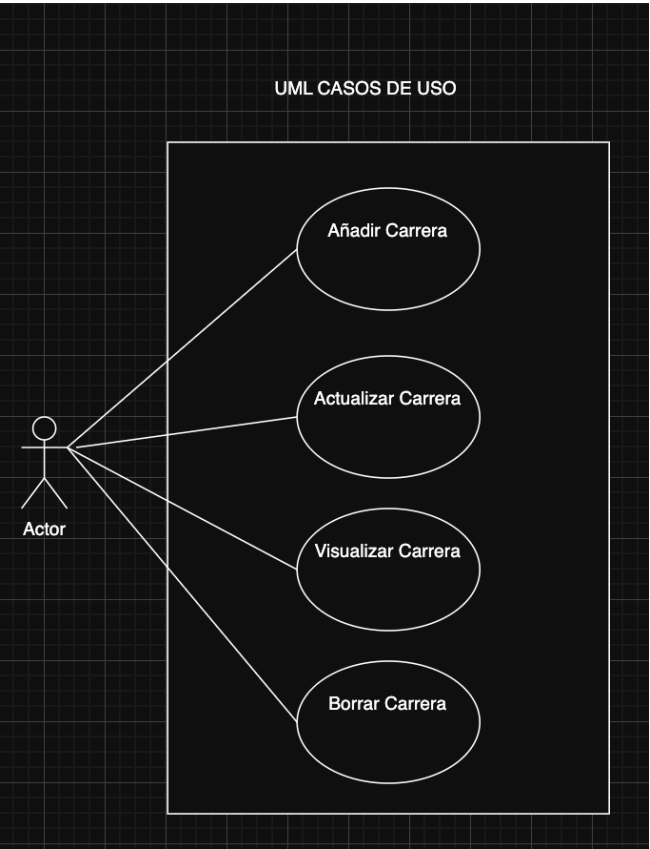 UML CASOS DE USO
Añadir Carrera
Actualizar Carrera
Visualizar Carrera
Borrar Carrera
Actor